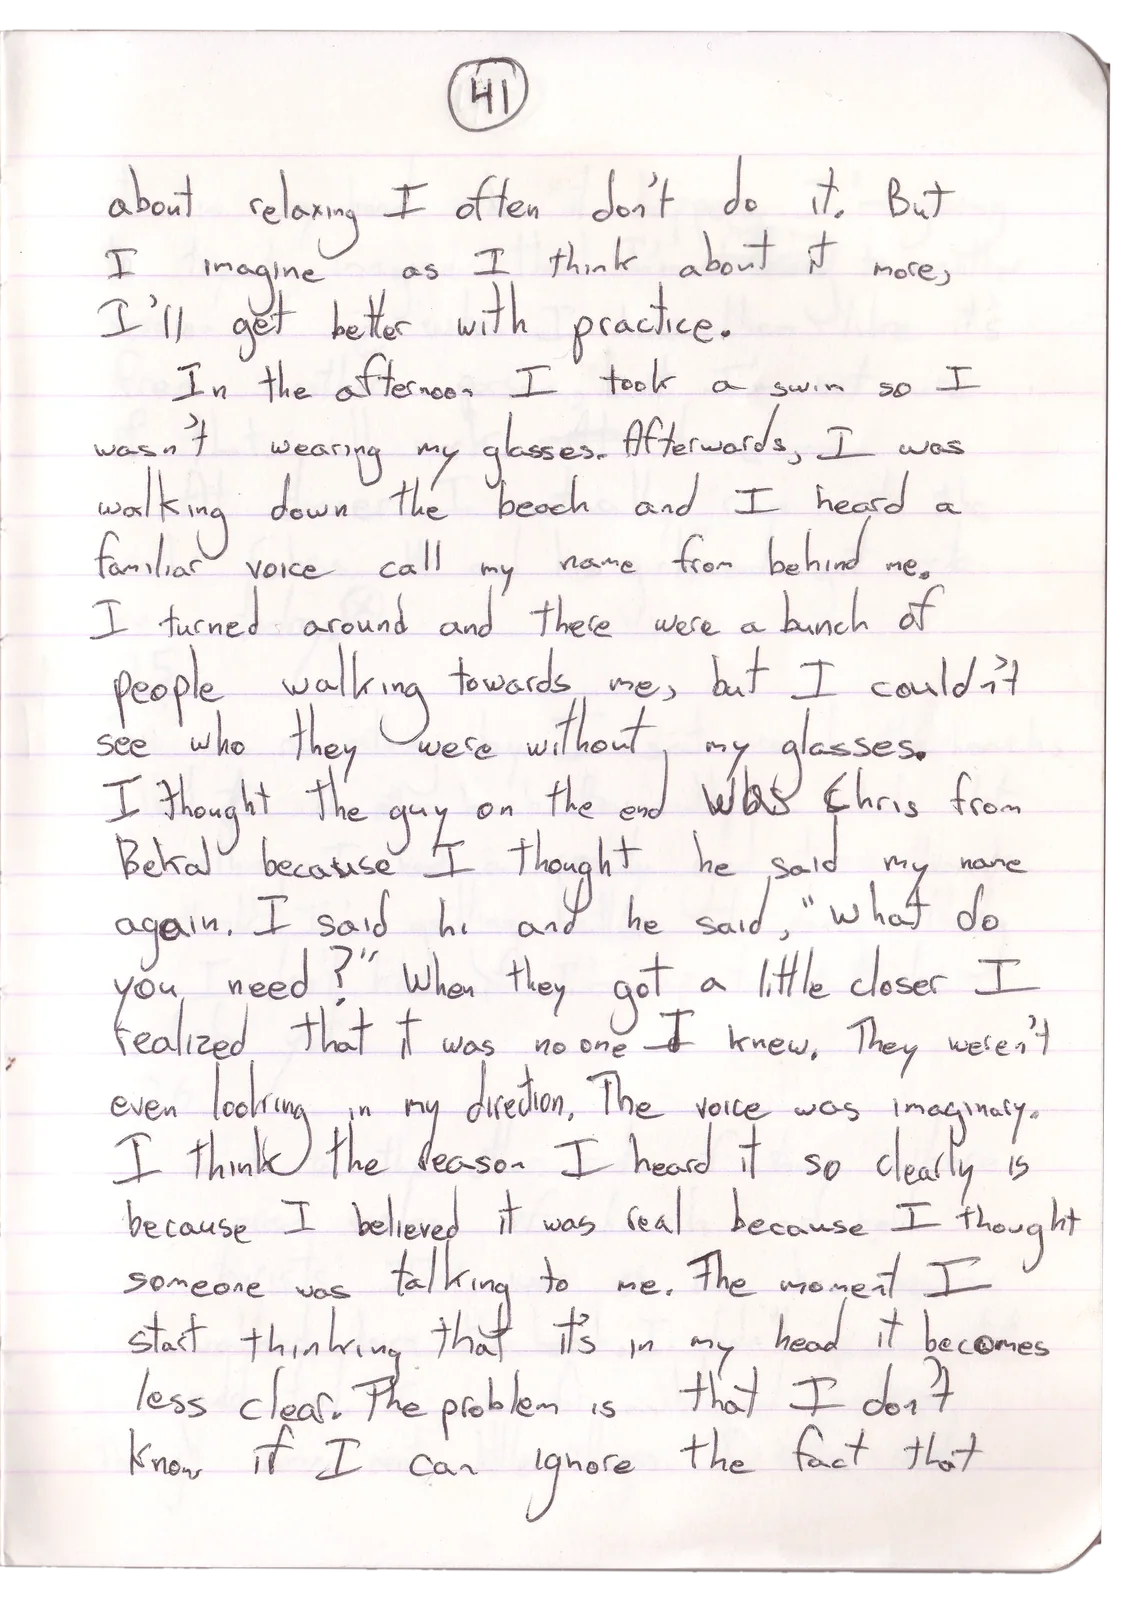 41
about relaxing I often don't do it. But
I imagine as I think about it more,
I'll get better with practice.
In the afternoon I took a swim so I
wasn't wearing my glasses. Afterwards, I was
walking down the beach and I heard a
familiar voice call my name from behind me.
I turned around and there were a bunch of
people walking towards me, but I couldn't
see who they were without my glasses.
I thought the guy on the end was Chris from
Bekal because I thought he said my name
again. I said hi and he said, "what do
you need?" When they got a little closer I
realized that it was no one I knew. They weren't
even looking in my direction. The voice was imaginary.
I think the reason I heard it so clearly is
because I believed it was real because I thought
someone was talking to me. The moment I
start thinking that it's in my head it becomes
less clear. The problem is that I don't
know if I can ignore the fact that